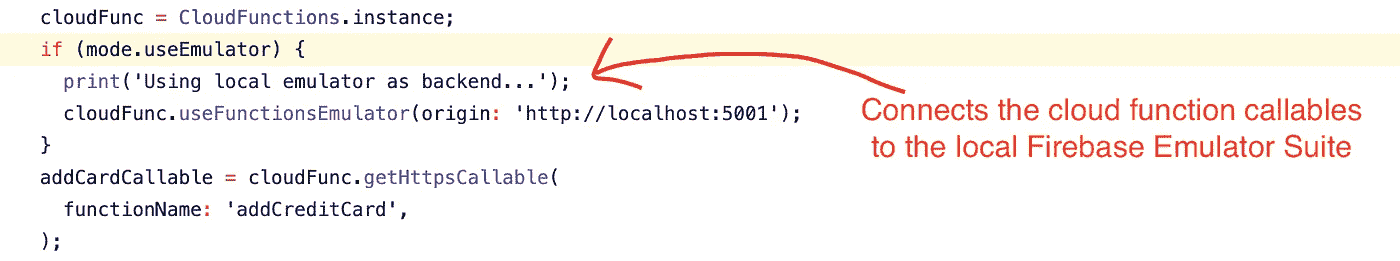 cloudFunc = CloudFunctions.instance;
if (mode.useEmulator) {
  print('Using local emulator as backend...');
  cloudFunc.useFunctionsEmulator(origin: 'http://localhost:5001');
}
addCardCallable = cloudFunc.getHttpsCallable(
  functionName: 'addCreditCard',
);
Connects the cloud function callables
to the local Firebase Emulator Suite